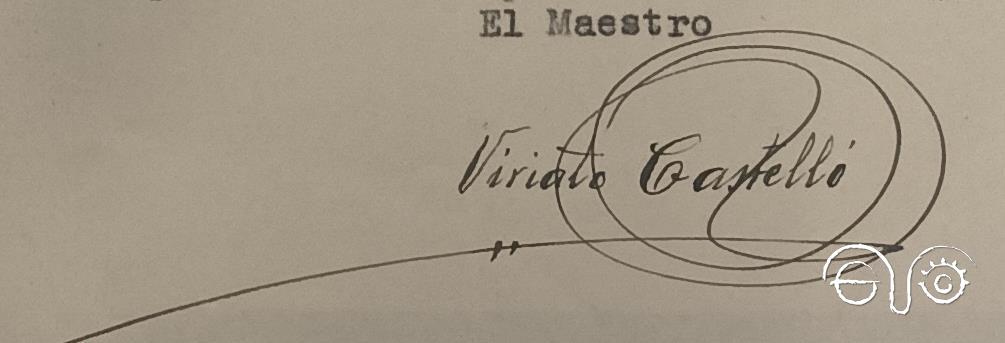 El Maestro
Viriato Castelló